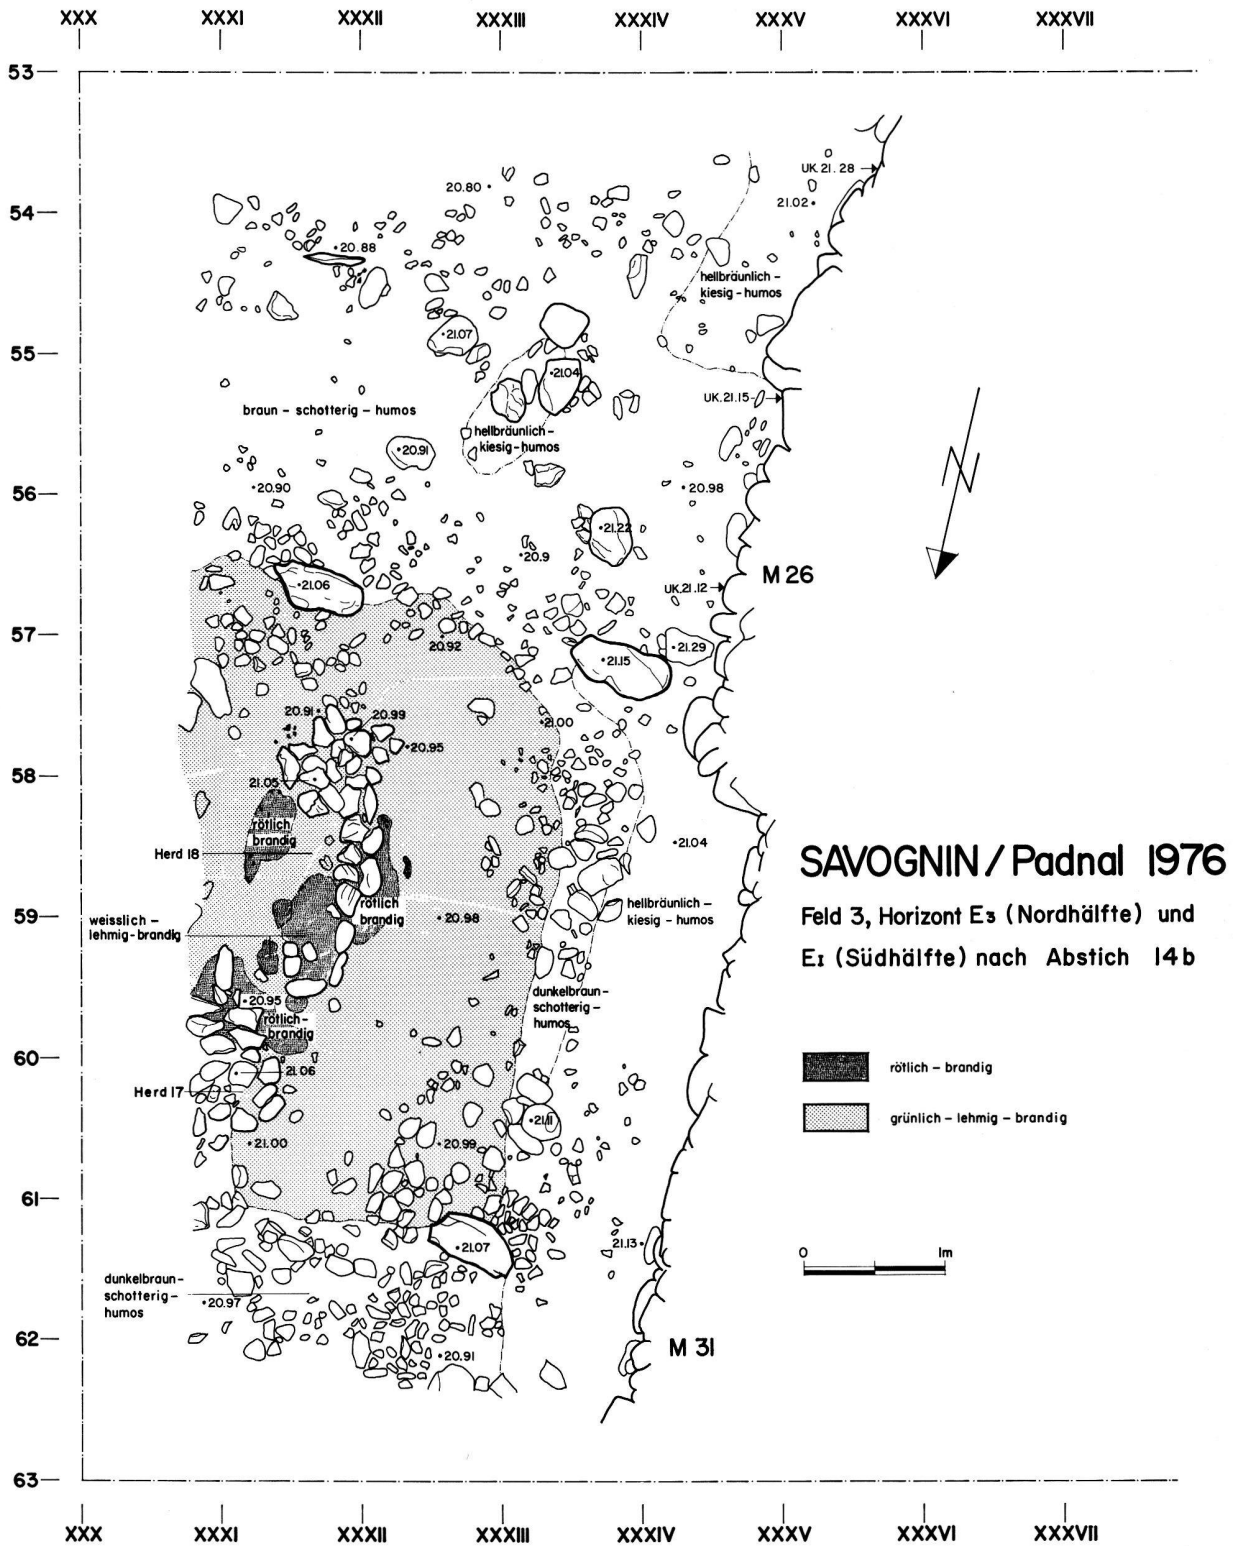 XXX XXXI XXXII XXXIII XXXIV XXXV XXXVI XXXVII
53
UK.21.28
20.80
21.02
54
20.88
hellbräunlich –
kiesig – humos
21.07
55
21.04
UK.21.15
braun – schotterig – humos
hellbräunlich –
kiesig – humos
20.91
20.90
20.98
56
21.22
20.9
M 26
21.06
UK.21.12
57
20.92
21.15
21.29
20.91
20.99
21.00
20.95
58
21.05
rötlich
brandig
21.04
Herd 18
SAVOGNIN / Padnal 1976
rötlich
brandig
hellbräunlich –
kiesig – humos
59
20.98
weisslich –
lehmig – brandig
Feld 3, Horizont E3 (Nordhälfte) und
E1 (Südhälfte) nach Abstich 14 b
20.95
dunkelbraun –
schotterig –
humos
rötlich –
brandig
60
21.06
rötlich – brandig
Herd 17
21.11
grünlich – lehmig – brandig
21.00
20.99
61
21.07
21.13
0 1m
dunkelbraun –
schotterig –
humos
20.97
62
M 31
20.91
63
XXX XXXI XXXII XXXIII XXXIV XXXV XXXVI XXXVII
N